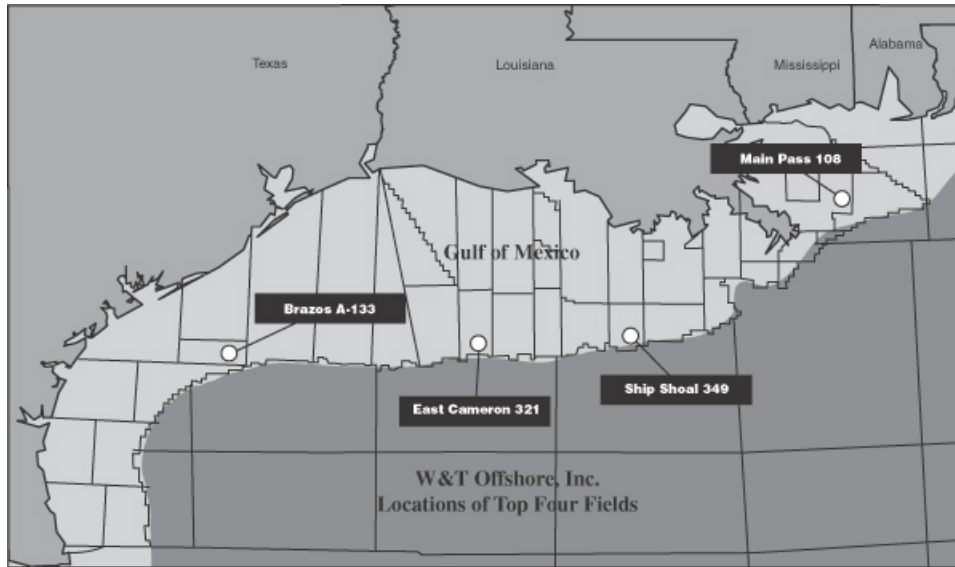 Alabama
Texas
Louisiana
Mississippi
Main Pass 108
Gulf of Mexico
Brazos A-133
Ship Shoal 349
East Cameron 321
W&T Offshore, Inc.
Locations of Top Four Fields